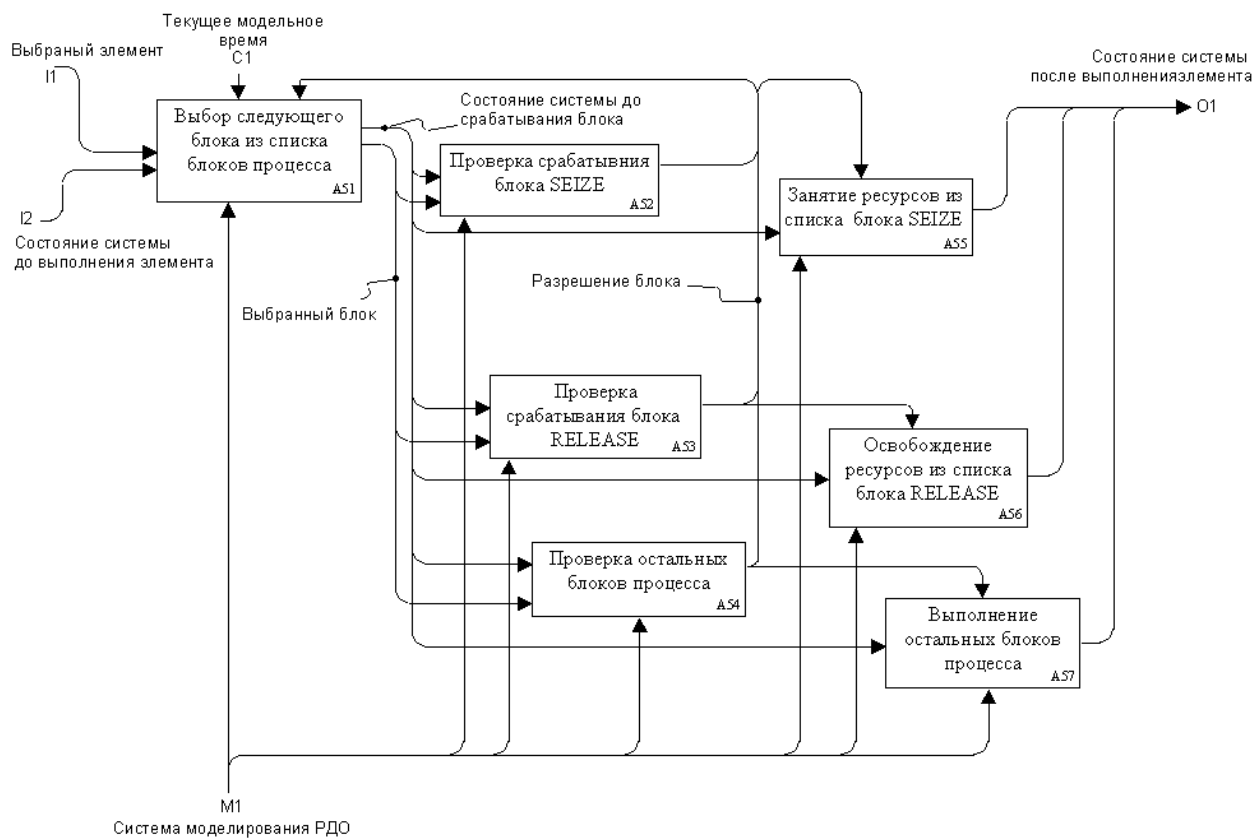 Текущее модельное
время
C1
Выбраный элемент
I1
I2
Состояние системы
до выполнения элемента
Выбор следующего
блока из списка
блоков процесса
A51
Состояние системы до
срабатывания блока
Проверка срабатывния
блока SEIZE
A52
Занятие ресурсов из
списка блока SEIZE
A55
Состояние системы
после выполненияэлемента
O1
Выбранный блок
Разрешение блока
Проверка
срабатывания блока
RELEASE
A53
Освобождение
ресурсов из списка
блока RELEASE
A56
Проверка остальных
блоков процесса
A54
Выполнение
остальных блоков
процесса
A57
M1
Система моделирования РДО